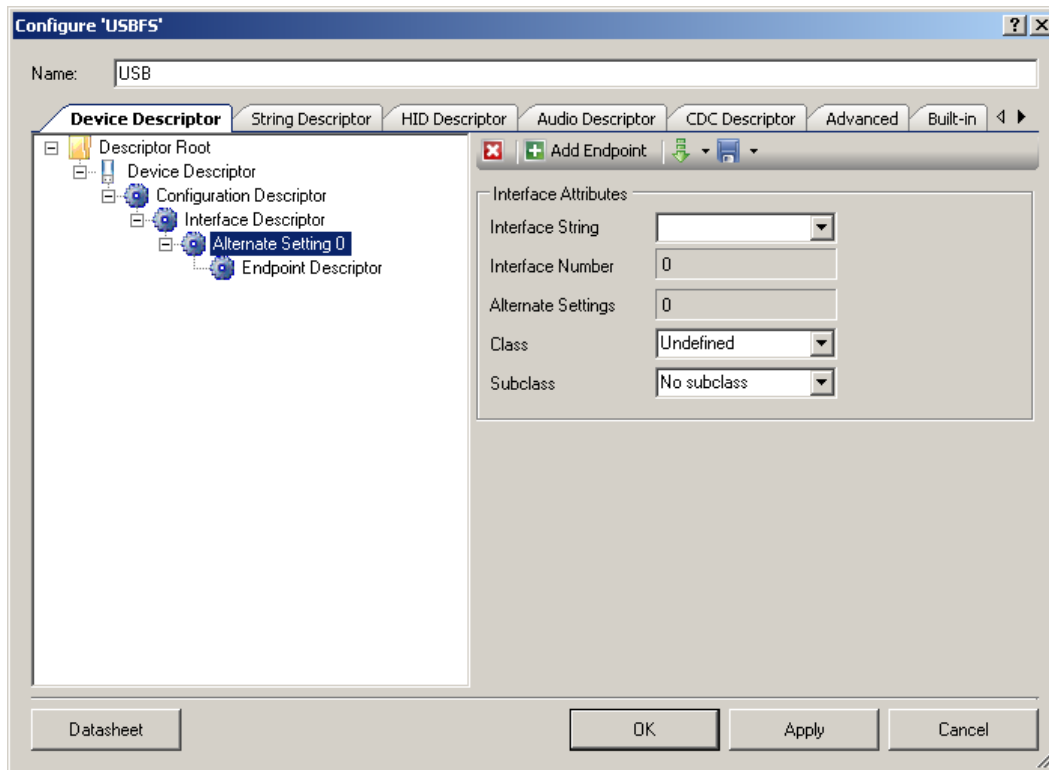 Configure 'USBFS'
Name: USB
Device Descriptor String Descriptor HID Descriptor Audio Descriptor CDC Descriptor Advanced Built-in
Descriptor Root
Device Descriptor
Configuration Descriptor
Interface Descriptor
Alternate Setting 0
Endpoint Descriptor
Add Endpoint
Interface Attributes
Interface String
Interface Number 0
Alternate Settings 0
Class Undefined
Subclass No subclass
Datasheet OK Apply Cancel